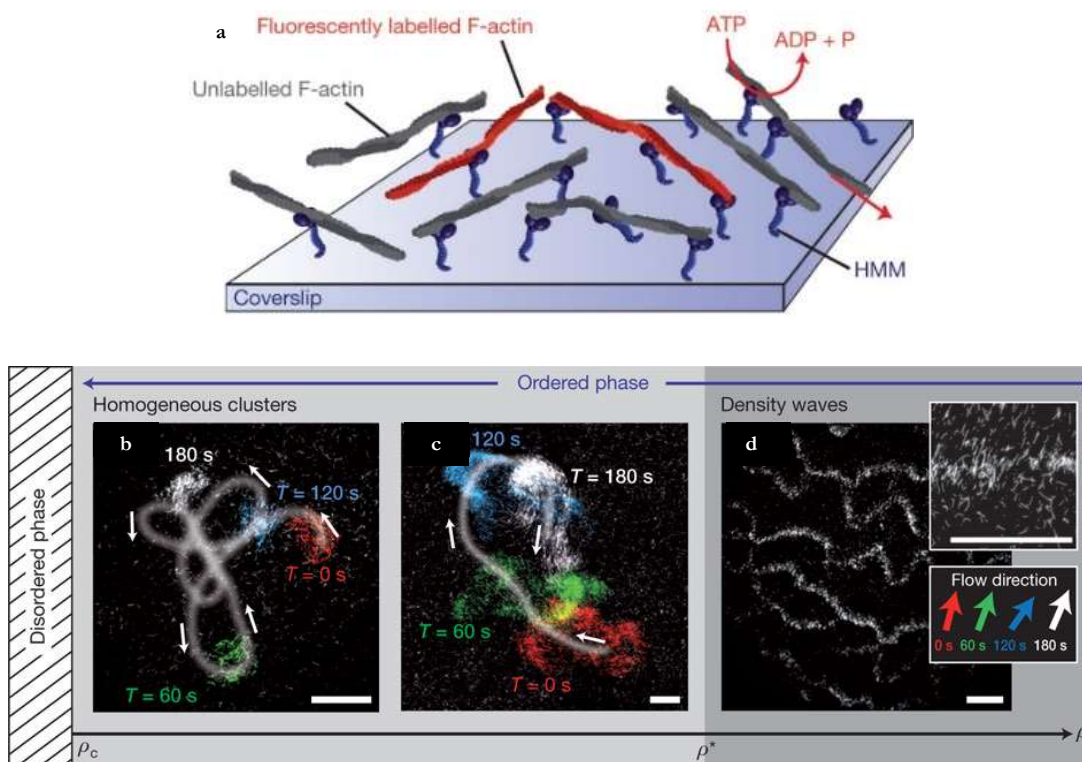 a
Fluorescently labelled F-actin
ATP
ADP + P
Unlabelled F-actin
HMM
Coverslip
Ordered phase
Homogeneous clusters
Density waves
Disordered phase
b
180 s
T = 120 s
T = 0 s
T = 60 s
c
120 s
T = 180 s
T = 60 s
T = 0 s
d
Flow direction
0 s 60 s 120 s 180 s
ρc
ρ*
ρ